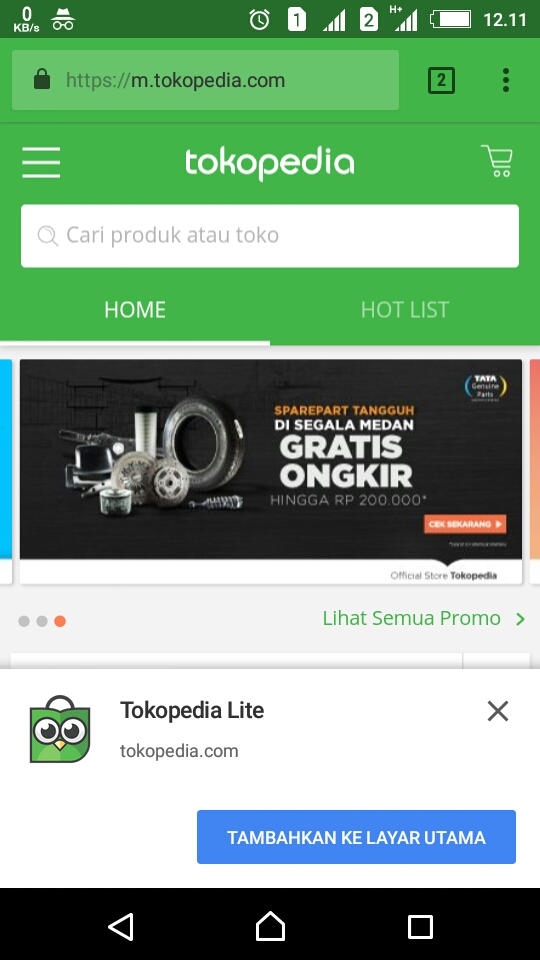 0
KB/s
1
2
H+
12.11
https://m.tokopedia.com
2
tokopedia
Cari produk atau toko
HOME
HOT LIST
TATA
Genuine
Parts
SPAREPART TANGGUH
DI SEGALA MEDAN
GRATIS
ONGKIR
HINGGA RP 200.000*
CEK SEKARANG
Official Store Tokopedia
Lihat Semua Promo
Tokopedia Lite
tokopedia.com
TAMBAHKAN KE LAYAR UTAMA